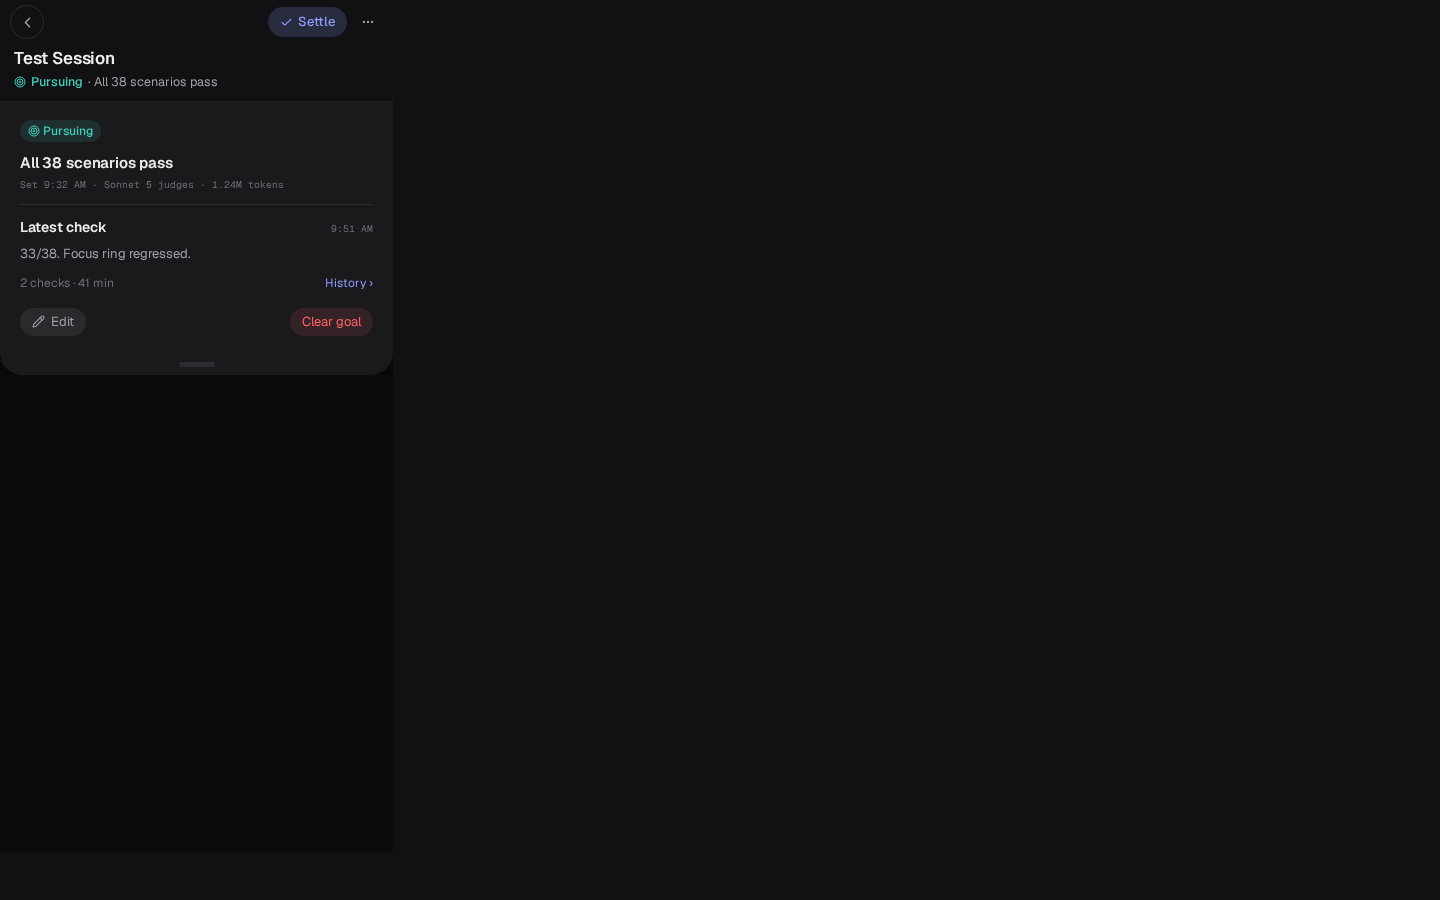 Settle
Test Session
Pursuing · All 38 scenarios pass
Pursuing
All 38 scenarios pass
Set 9:32 AM · Sonnet 5 judges · 1.24M tokens
Latest check 9:51 AM
33/38. Focus ring regressed.
2 checks · 41 min History ›
Edit Clear goal